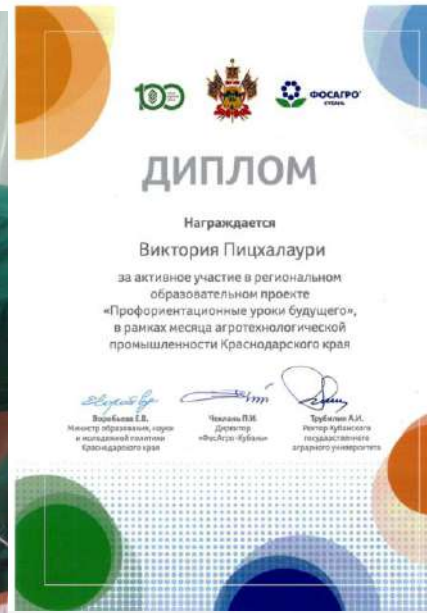 100
ФОСАГРО®
КУБАНЬ
ДИПЛОМ
Награждается
Виктория Пицхалаури
за активное участие в региональном
образовательном проекте
«Профориентационные уроки будущего»,
в рамках месяца агротехнологической
промышленности Краснодарского края
Воробьева Е.В.
Министр образования, науки
и молодежной политики
Краснодарского края
Чеклань П.И.
Директор
«ФосАгро-Кубань»
Трубилин А.И.
Ректор Кубанского
государственного
аграрного университета